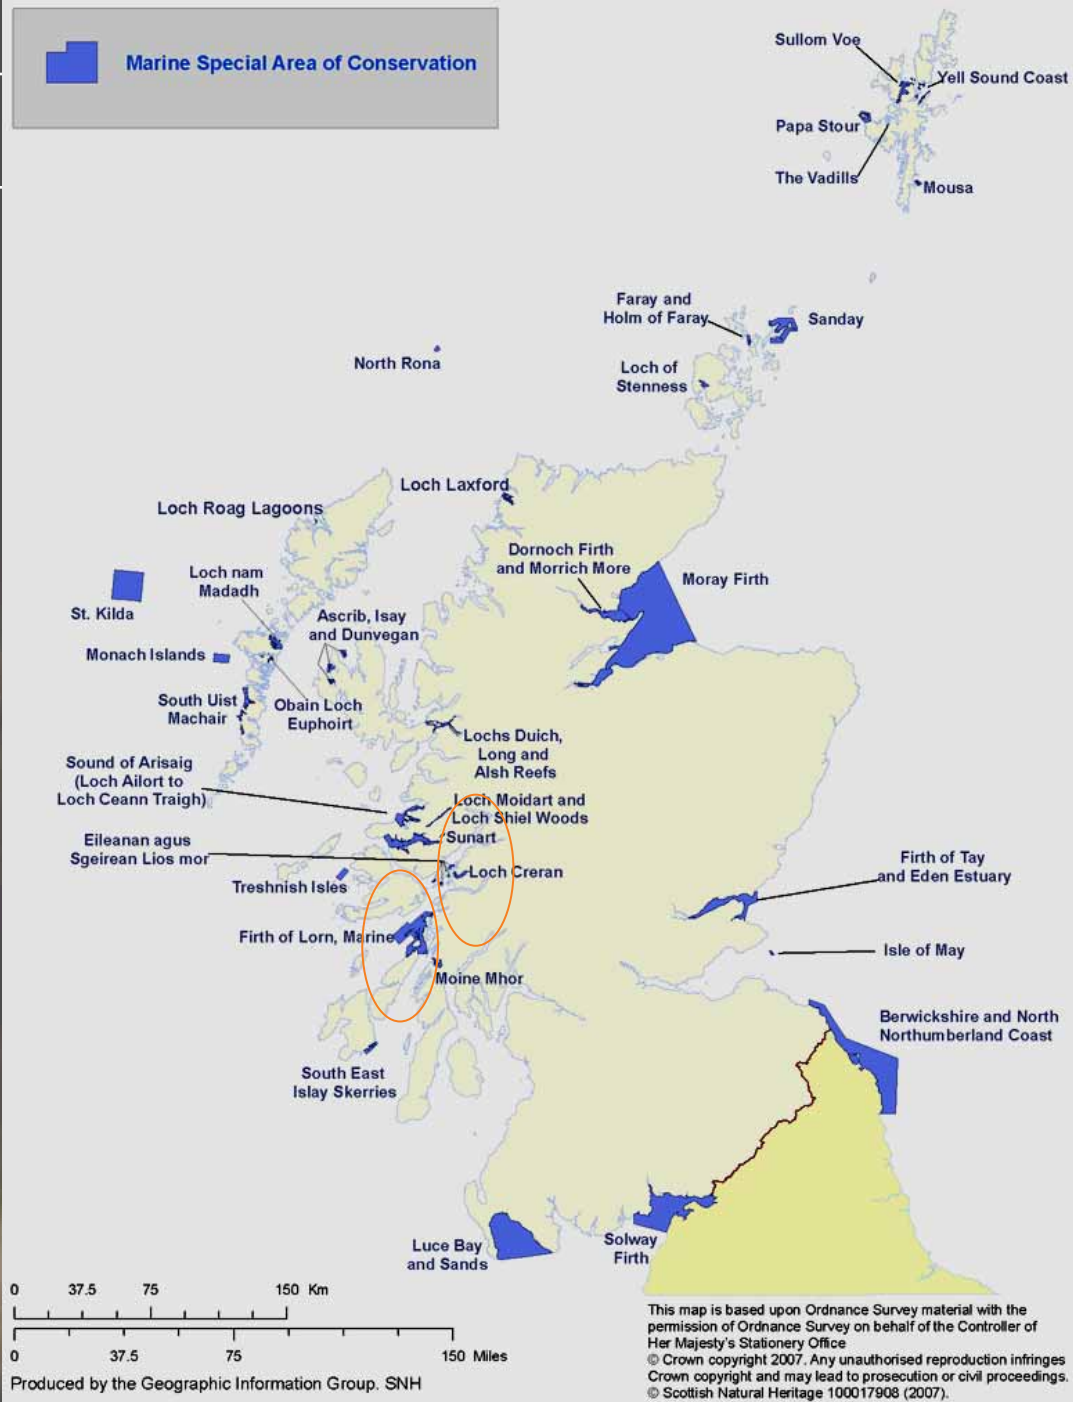 Marine Special Area of Conservation
Sullom Voe
Yell Sound Coast
Papa Stour
The Vadills
Mousa
Faray and
Holm of Faray
Sanday
North Rona
Loch of
Stenness
Loch Laxford
Loch Roag Lagoons
Dornoch Firth
and Morrich More
Moray Firth
Loch nam
Madadh
St. Kilda
Ascrib, Isay
and Dunvegan
Monach Islands
South Uist
Machair
Obain Loch
Euphoirt
Lochs Duich,
Long and
Alsh Reefs
Sound of Arisaig
(Loch Ailort to
Loch Ceann Traigh)
Loch Moidart and
Loch Shiel Woods
Sunart
Eileanan agus
Sgeirean Lios mor
Loch Creran
Treshnish Isles
Firth of Tay
and Eden Estuary
Firth of Lorn, Marine
Isle of May
Moine Mhor
Berwickshire and North
Northumberland Coast
South East
Islay Skerries
Luce Bay
and Sands
Solway
Firth
0 37.5 75 150 Km
0 37.5 75 150 Miles
Produced by the Geographic Information Group. SNH
This map is based upon Ordnance Survey material with the
permission of Ordnance Survey on behalf of the Controller of
Her Majesty's Stationery Office
© Crown copyright 2007. Any unauthorised reproduction infringes
Crown copyright and may lead to prosecution or civil proceedings.
© Scottish Natural Heritage 100017908 (2007).